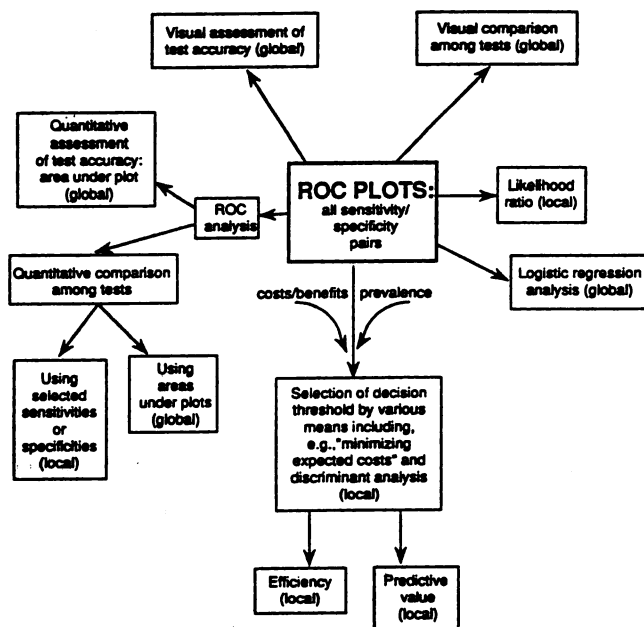 Visual assessment of
test accuracy (global)
Visual comparison
among tests (global)
Quantitative
assessment
of test accuracy:
area under plot
(global)
ROC
analysis
ROC PLOTS:
all sensitivity/
specificity
pairs
Likelihood
ratio (local)
Logistic regression
analysis (global)
Quantitative comparison
among tests
costs/benefits
prevalence
Using
selected
sensitivities
or
specificities
(local)
Using
areas
under plots
(global)
Selection of decision
threshold by various
means including,
e.g.,"minimizing
expected costs" and
discriminant analysis
(local)
Efficiency
(local)
Predictive
value
(local)